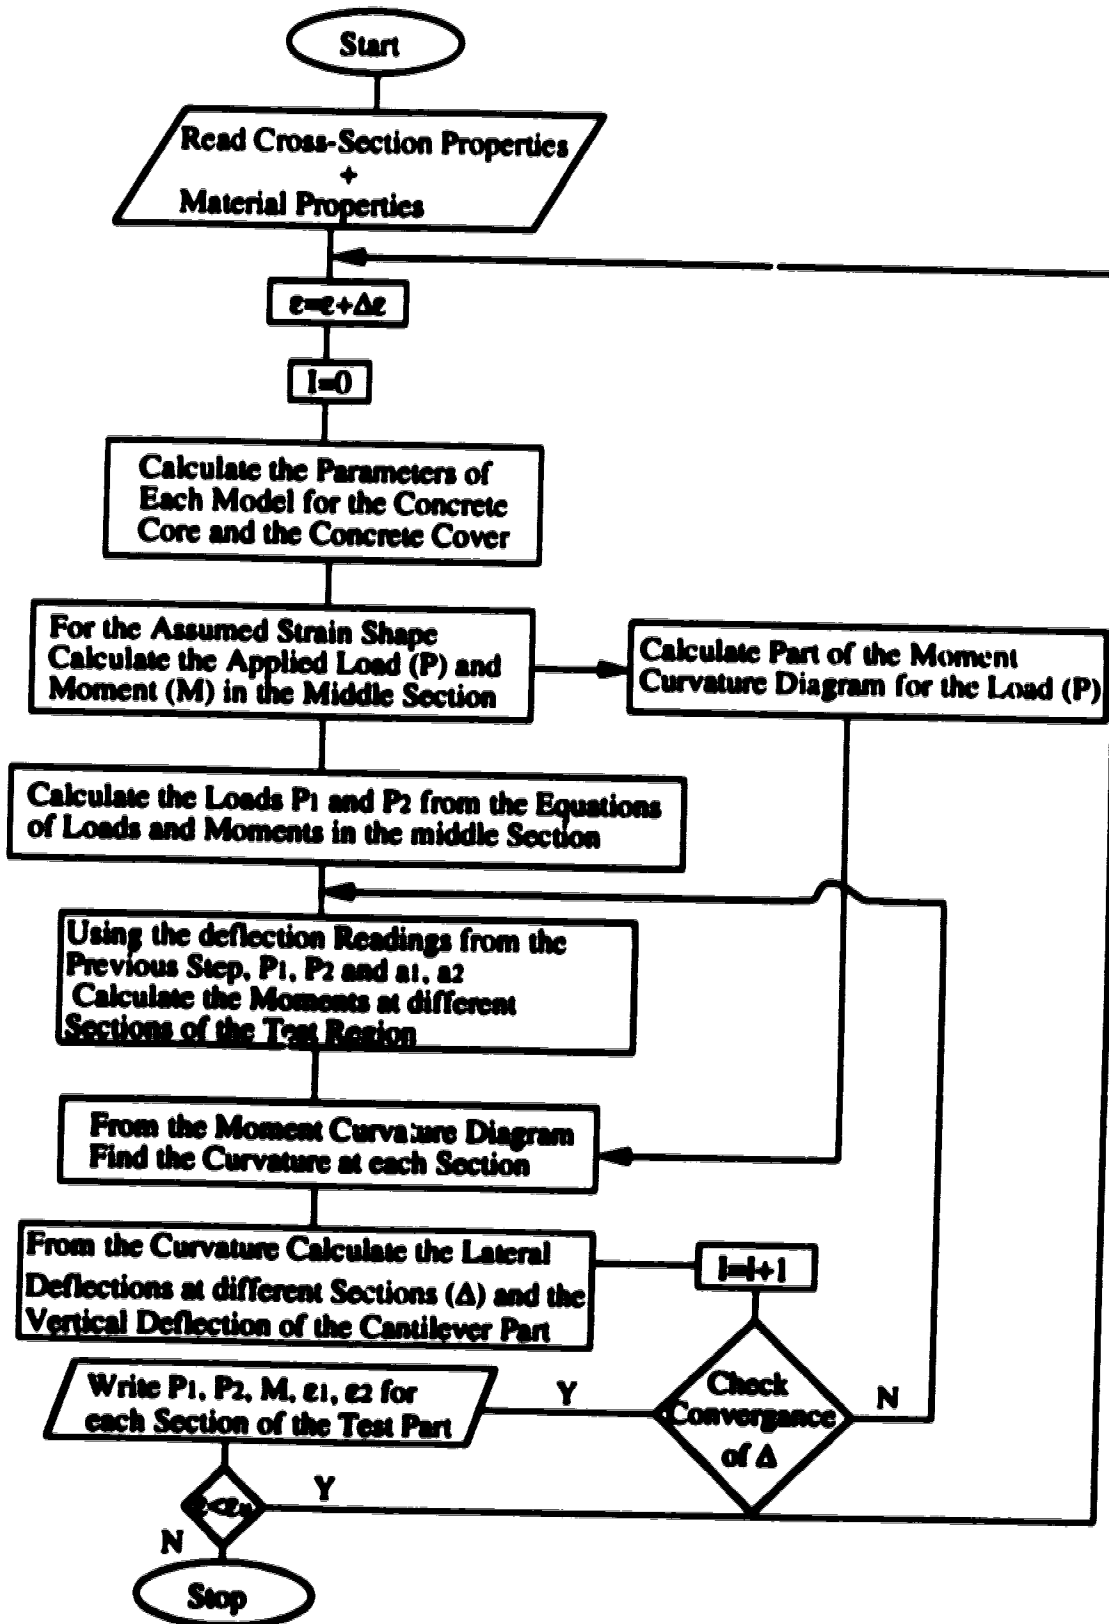 Start
Read Cross-Section Properties
+
Material Properties
ε=ε+Δε
I=0
Calculate the Parameters of
Each Model for the Concrete
Core and the Concrete Cover
For the Assumed Strain Shape
Calculate the Applied Load (P) and
Moment (M) in the Middle Section
Calculate Part of the Moment
Curvature Diagram for the Load (P)
Calculate the Loads P1 and P2 from the Equations
of Loads and Moments in the middle Section
Using the deflection Readings from the
Previous Step, P1, P2 and a1, a2
Calculate the Moments at different
Sections of the Test Region
From the Moment Curvature Diagram
Find the Curvature at each Section
From the Curvature Calculate the Lateral
Deflections at different Sections (Δ) and the
Vertical Deflection of the Cantilever Part
I=I+1
Check
Convergance
of Δ
Y
N
Write P1, P2, M, ε1, ε2 for
each Section of the Test Part
ε<εu
Y
N
Stop